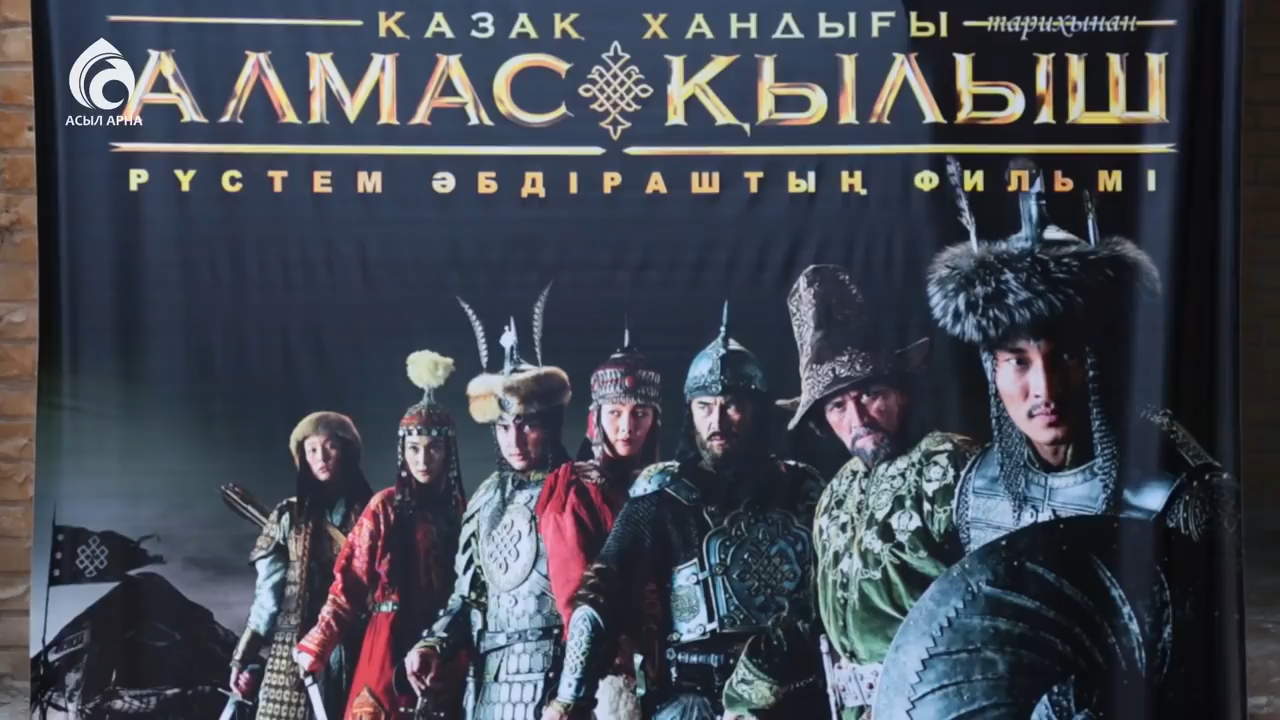 ҚАЗАҚ ХАНДЫҒЫ тарихынан
АЛМАС ҚЫЛЫШ
АСЫЛ АРНА
РҮСТЕМ ӘБДІРАШТЫҢ ФИЛЬМІ